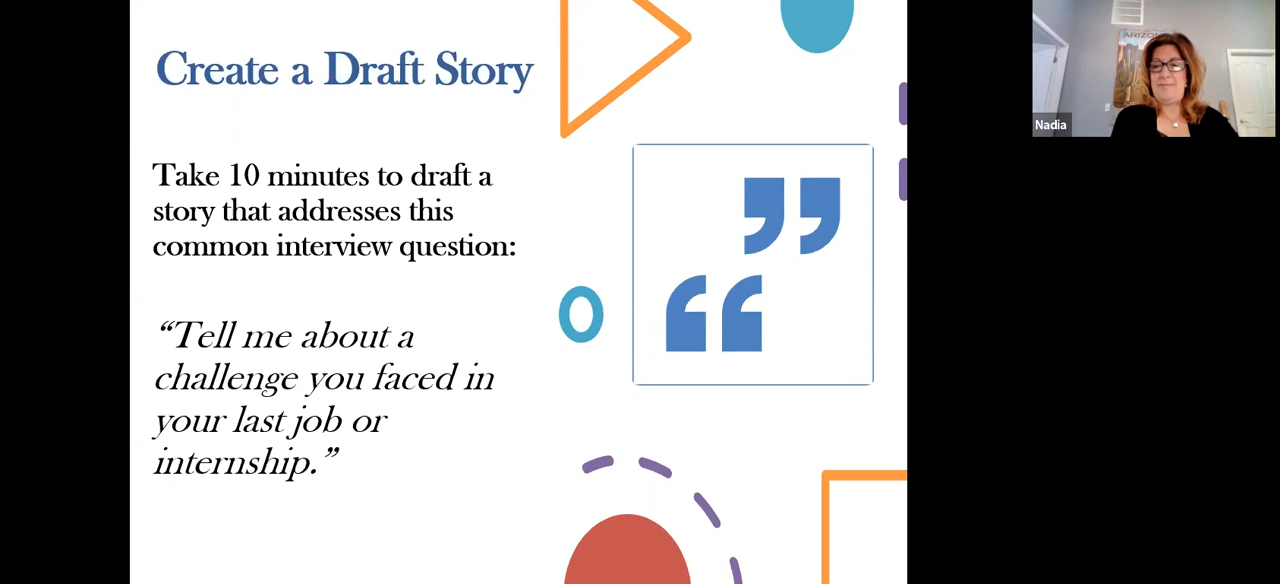 Create a Draft Story
Take 10 minutes to draft a
story that addresses this
common interview question:
“Tell me about a
challenge you faced in
your last job or
internship.”
ARIZO
Nadia